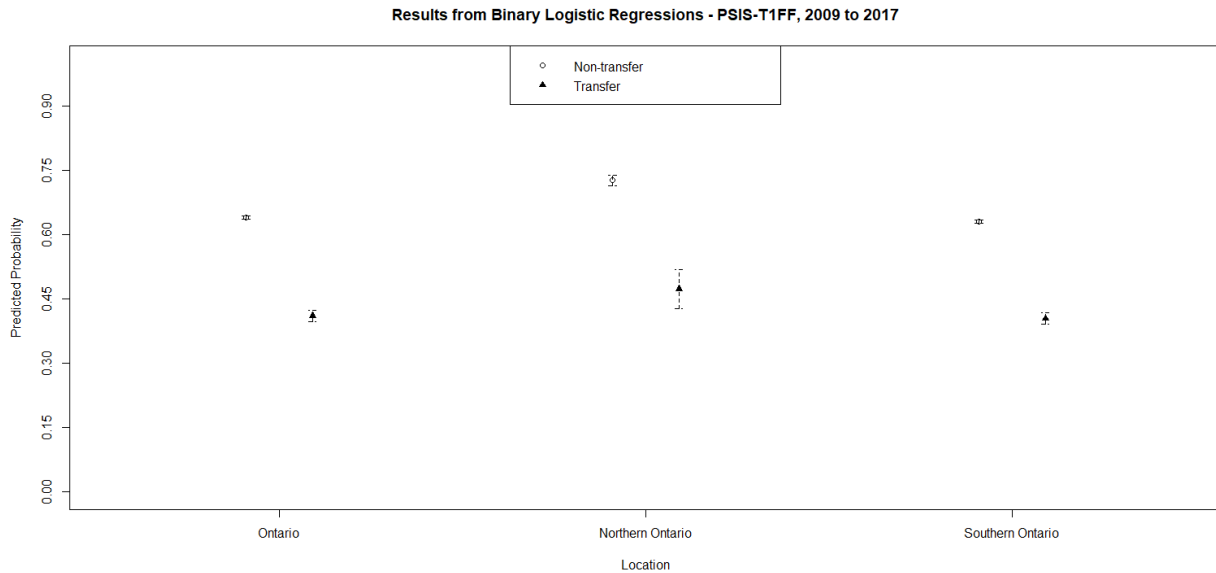 Results from Binary Logistic Regressions - PSIS-T1FF, 2009 to 2017
Non-transfer
Transfer
Predicted Probability
0.90
0.75
0.60
0.45
0.30
0.15
0.00
Ontario
Northern Ontario
Southern Ontario
Location